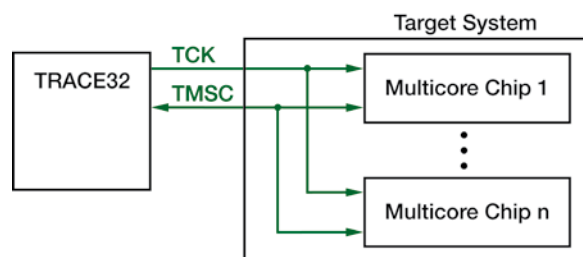 Target System
TCK
TRACE32
TMSC
Multicore Chip 1
Multicore Chip n